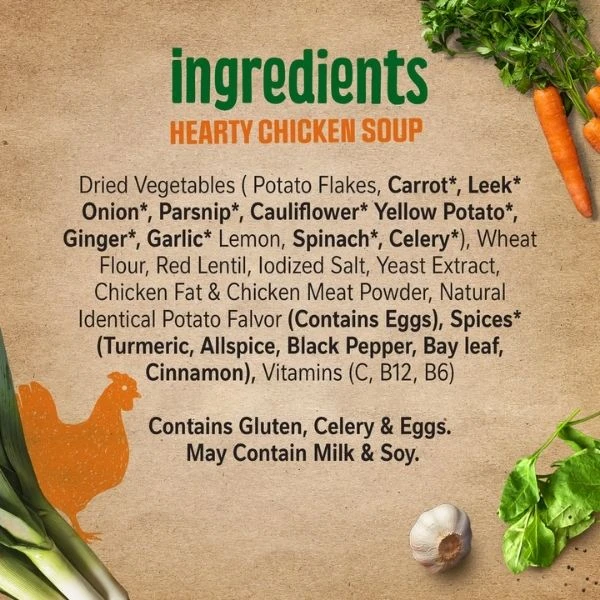 ingredients
HEARTY CHICKEN SOUP
Dried Vegetables ( Potato Flakes, Carrot*, Leek*
Onion*, Parsnip*, Cauliflower* Yellow Potato*,
Ginger*, Garlic* Lemon, Spinach*, Celery*), Wheat
Flour, Red Lentil, Iodized Salt, Yeast Extract,
Chicken Fat & Chicken Meat Powder, Natural
Identical Potato Falvor (Contains Eggs), Spices*
(Turmeric, Allspice, Black Pepper, Bay leaf,
Cinnamon), Vitamins (C, B12, B6)
Contains Gluten, Celery & Eggs.
May Contain Milk & Soy.